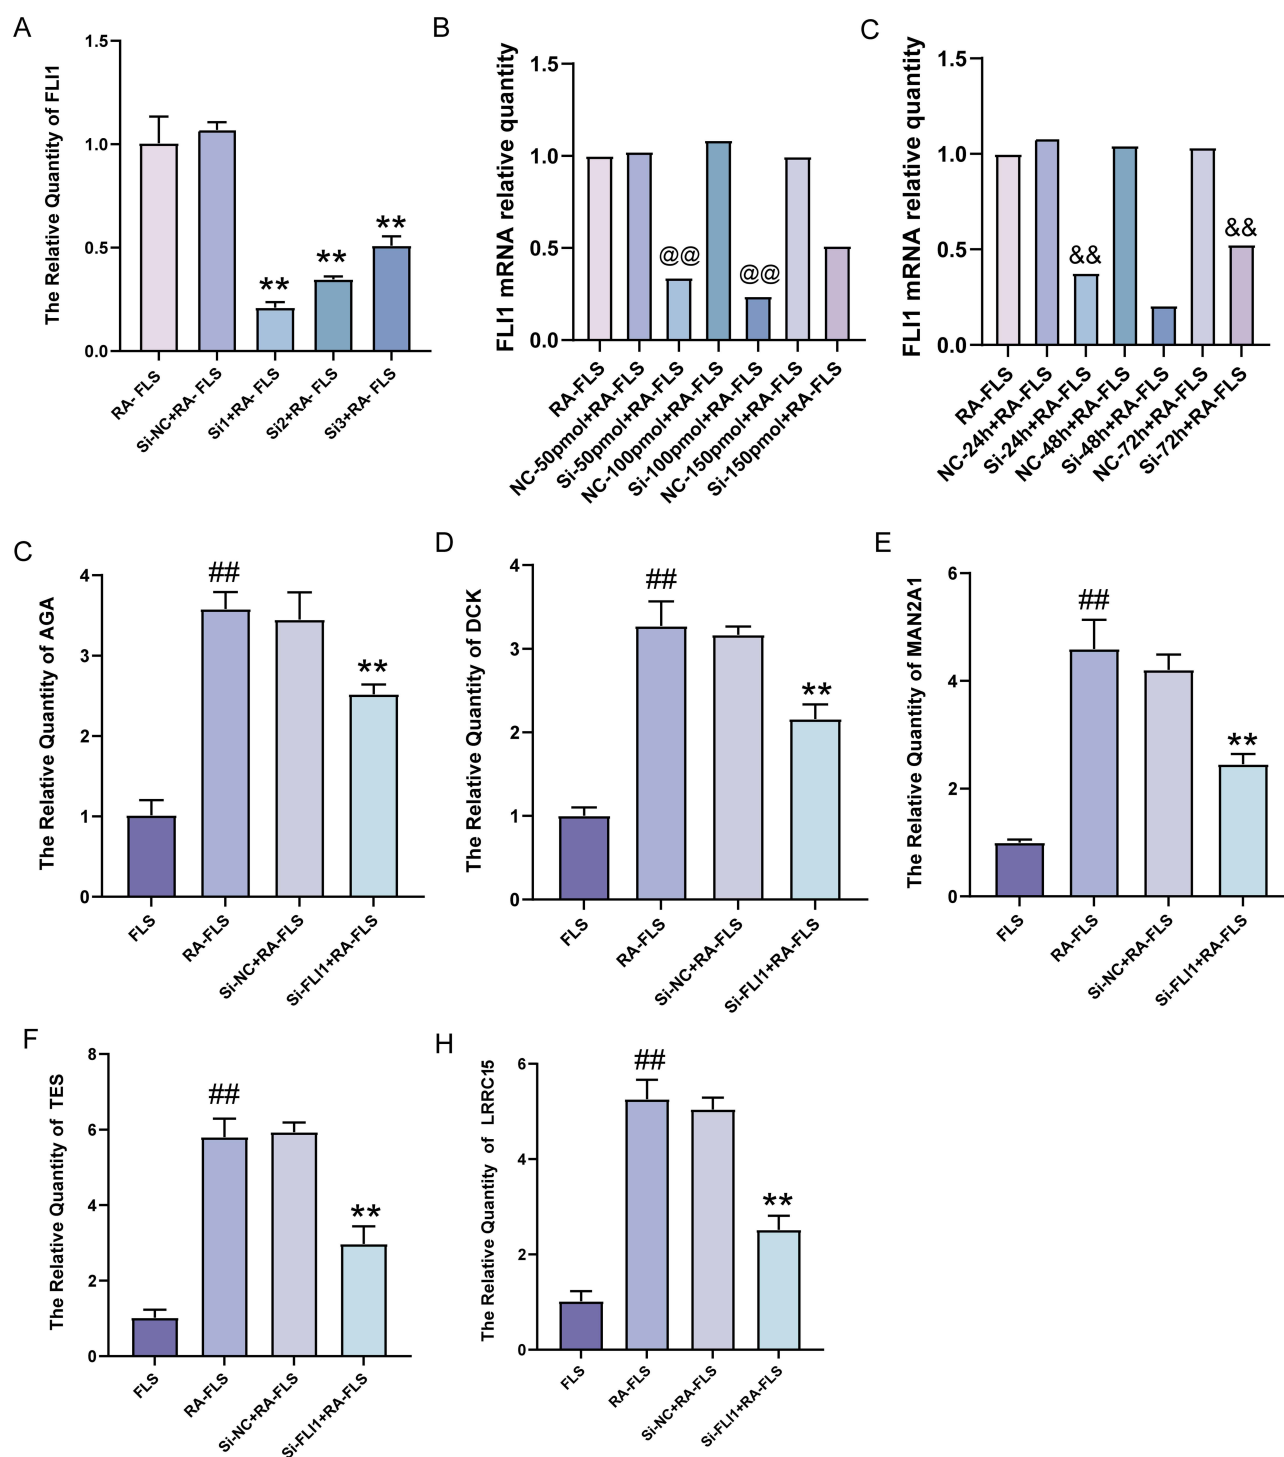 A
The Relative Quantity of FLI1
1.5
1.0
0.5
0.0
**
**
**
RA- FLS
Si-NC+RA- FLS
Si1+RA- FLS
Si2+RA- FLS
Si3+RA- FLS
B
FLI1 mRNA relative quantity
1.5
1.0
0.5
0.0
@@
@@
RA-FLS
NC-50pmol+RA-FLS
Si-50pmol+RA-FLS
NC-100pmol+RA-FLS
Si-100pmol+RA-FLS
NC-150pmol+RA-FLS
Si-150pmol+RA-FLS
C
FLI1 mRNA relative quantity
1.5
1.0
0.5
0.0
&&
&&
RA-FLS
NC-24h+RA-FLS
Si-24h+RA-FLS
NC-48h+RA-FLS
Si-48h+RA-FLS
NC-72h+RA-FLS
Si-72h+RA-FLS
C
The Relative Quantity of AGA
4
3
2
1
0
##
**
FLS
RA-FLS
Si-NC+RA-FLS
Si-FLI1+RA-FLS
D
The Relative Quantity of DCK
4
3
2
1
0
##
**
FLS
RA-FLS
Si-NC+RA-FLS
Si-FLI1+RA-FLS
E
The Relative Quantity of MAN2A1
6
4
2
0
##
**
FLS
RA-FLS
Si-NC+RA-FLS
Si-FLI1+RA-FLS
F
The Relative Quantity of TES
8
6
4
2
0
##
**
FLS
RA-FLS
Si-NC+RA-FLS
Si-FLI1+RA-FLS
H
The Relative Quantity of LRRC15
6
4
2
0
##
**
FLS
RA-FLS
Si-NC+RA-FLS
Si-FLI1+RA-FLS